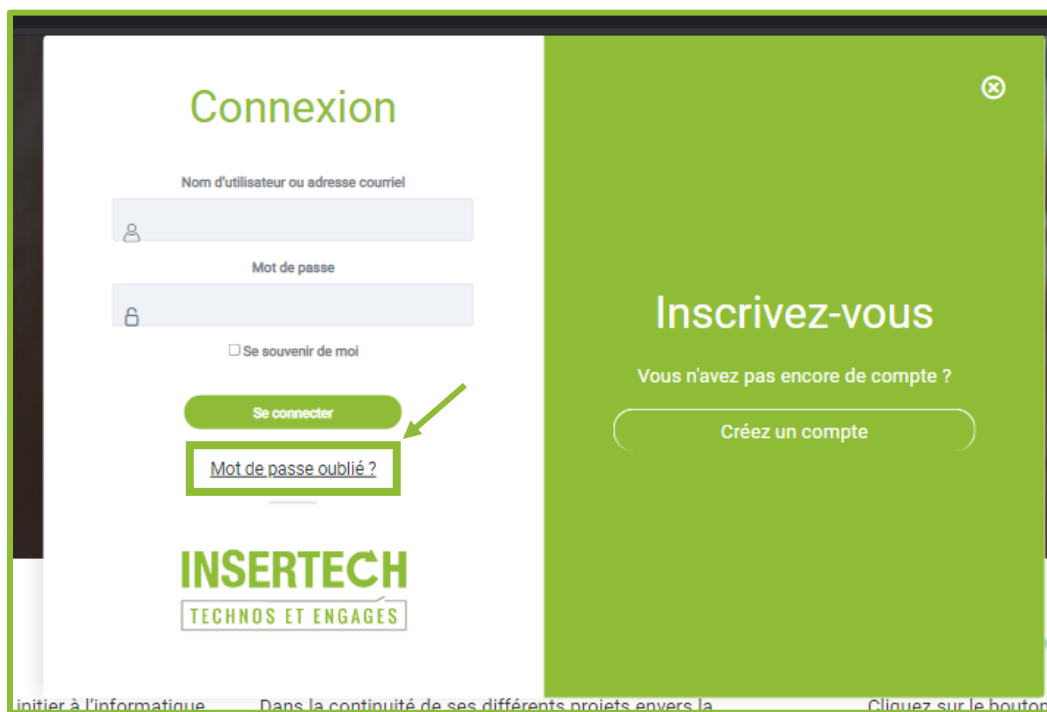 Connexion
Nom d'utilisateur ou adresse courriel
Mot de passe
Se souvenir de moi
Se connecter
Mot de passe oublié ?
INSERTECH
TECHNOS ET ENGAGÉS
Inscrivez-vous
Vous n'avez pas encore de compte ?
Créez un compte
initier à l'informatique
Dans la continuité de ses différents projets envers la
Cliquez sur le bouton